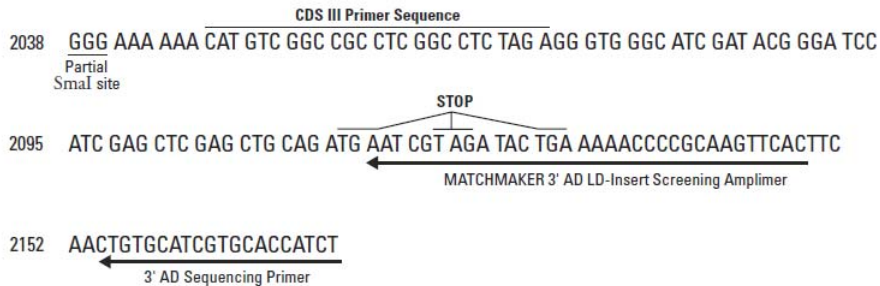 CDS III Primer Sequence
2038 GGG AAA AAA CAT GTC GGC CGC CTC GGC CTC TAG AGG GTG GGC ATC GAT ACG GGA TCC
Partial
SmaI site
STOP
2095 ATC GAG CTC GAG CTG CAG ATG AAT CGT AGA TAC TGA AAAACCCCGCAAGTTCACTTC
MATCHMAKER 3' AD LD-Insert Screening Amplimer
2152 AACTGTGCATCGTGCACCATCT
3' AD Sequencing Primer